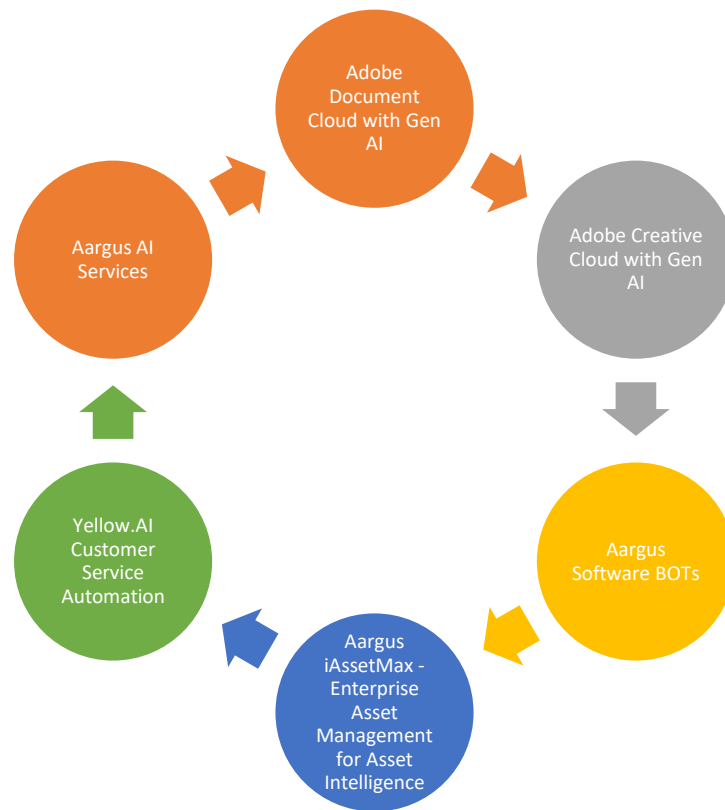 Adobe
Document
Cloud with Gen
AI
Adobe Creative
Cloud with Gen
AI
Aargus
Software BOTs
Aargus
iAssetMax -
Enterprise
Asset
Management
for Asset
Intelligence
Yellow.AI
Customer
Service
Automation
Aargus AI
Services